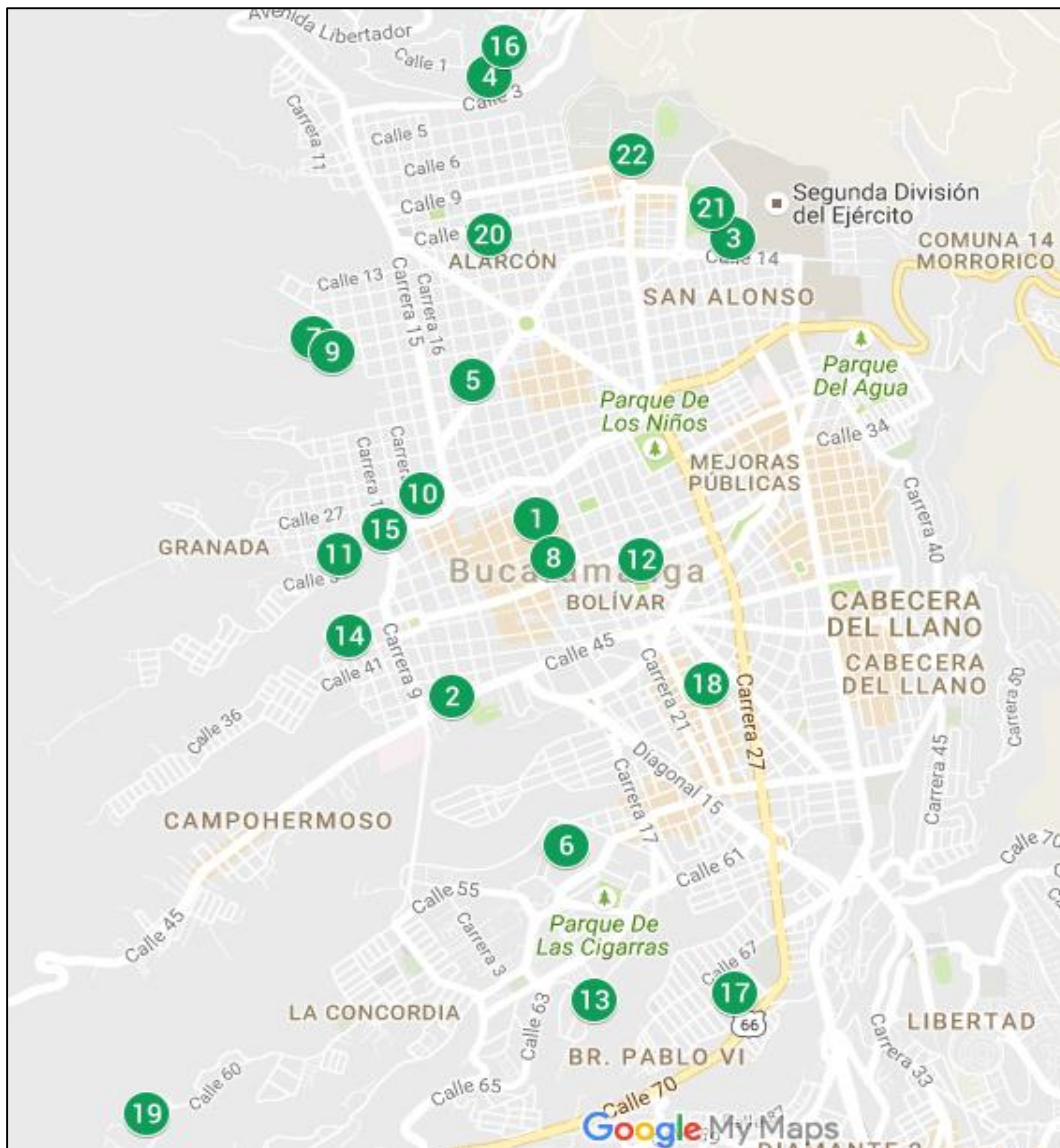 Avenida Libertador
16
Calle 1
4
Calle 3
Carrera 11
Calle 5
Calle 6
22
Segunda División
del Ejército
Calle 9
21
Calle
20
3
COMUNA 14
MORRORICO
ALARCÓN
Calle 14
Calle 13
SAN ALONSO
Carrera 15
Carrera 16
7
9
Parque
Del Agua
5
Parque De
Los Niños
Calle 34
MEJORAS
PÚBLICAS
10
Carrera 40
Calle 27
1
15
GRANADA
11
8
12
Bucaramanga
BOLÍVAR
CABECERA
DEL LLANO
14
Calle 45
Carrera 9
Calle 41
CABECERA
DEL LLANO
2
18
Carrera 21
Carrera 27
Calle 36
Carrera 50
Carrera 45
Diagonal 15
CAMPOHERMOSO
Carrera 17
6
Calle 61
Calle 70
Calle 55
Parque De
Las Cigarras
Calle 45
Carrera 3
Calle 67
17
13
LA CONCORDIA
Calle 63
66
LIBERTAD
BR. PABLO VI
Carrera 33
Calle 60
Calle 65
Calle 70
19
Google My Maps